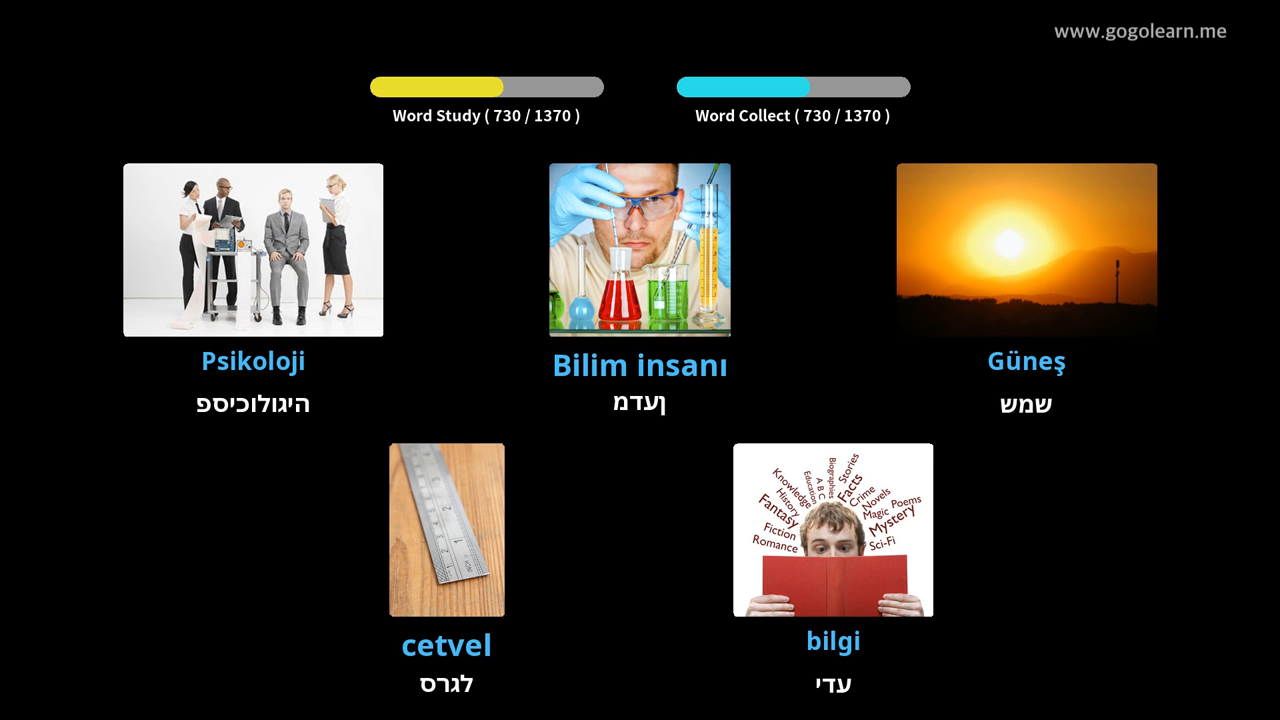 www.gogolearn.me
Word Study ( 730 / 1370 )
Word Collect ( 730 / 1370 )
Psikoloji
היגולוכיספ
Bilim insanı
ןעדמ
Güneş
שמש
cetvel
לגרס
Knowledge
History
Education
A B C
Biographies
Stories
Facts
Crime
Novels
Magic
Poems
Mystery
Sci-Fi
Fantasy
Fiction
Romance
bilgi
עדי